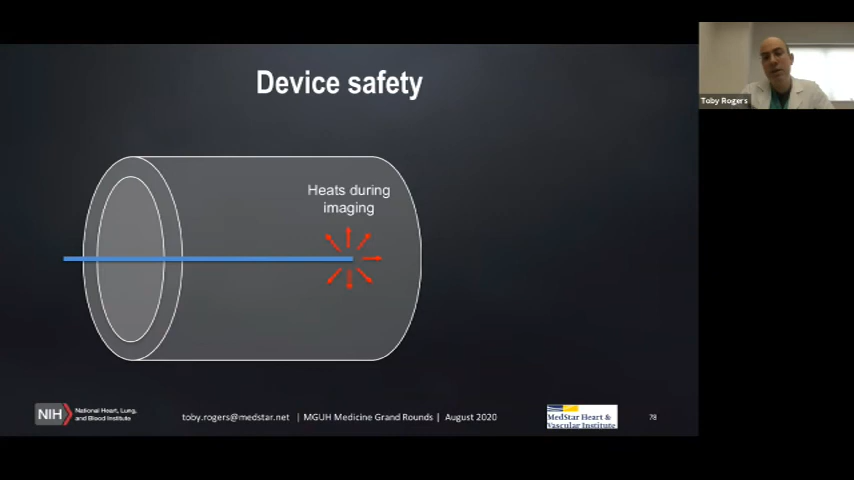 Device safety
Toby Rogers
Heats during
imaging
NIH
National Heart, Lung,
and Blood Institute
toby.rogers@medstar.net | MGUH Medicine Grand Rounds | August 2020
MedStar Heart &
Vascular Institute
78